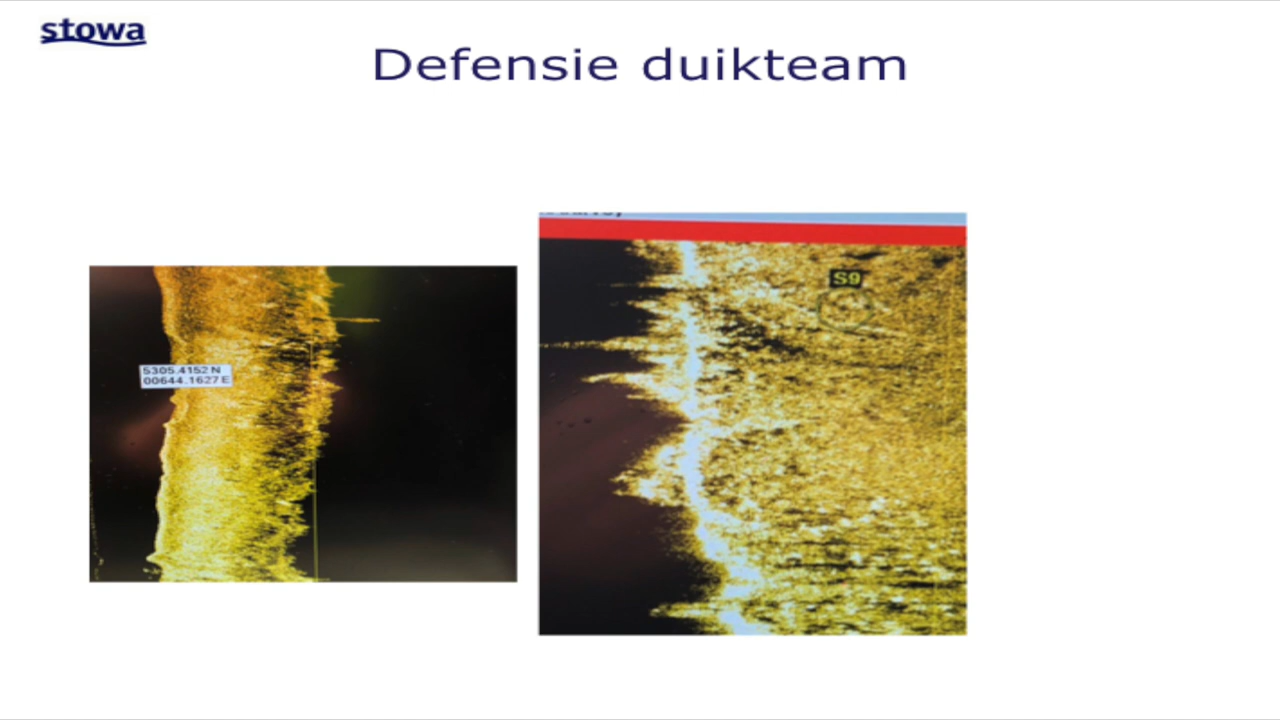 stowa
Defensie duikteam
S9
5305.4152 N
00644.1627 E